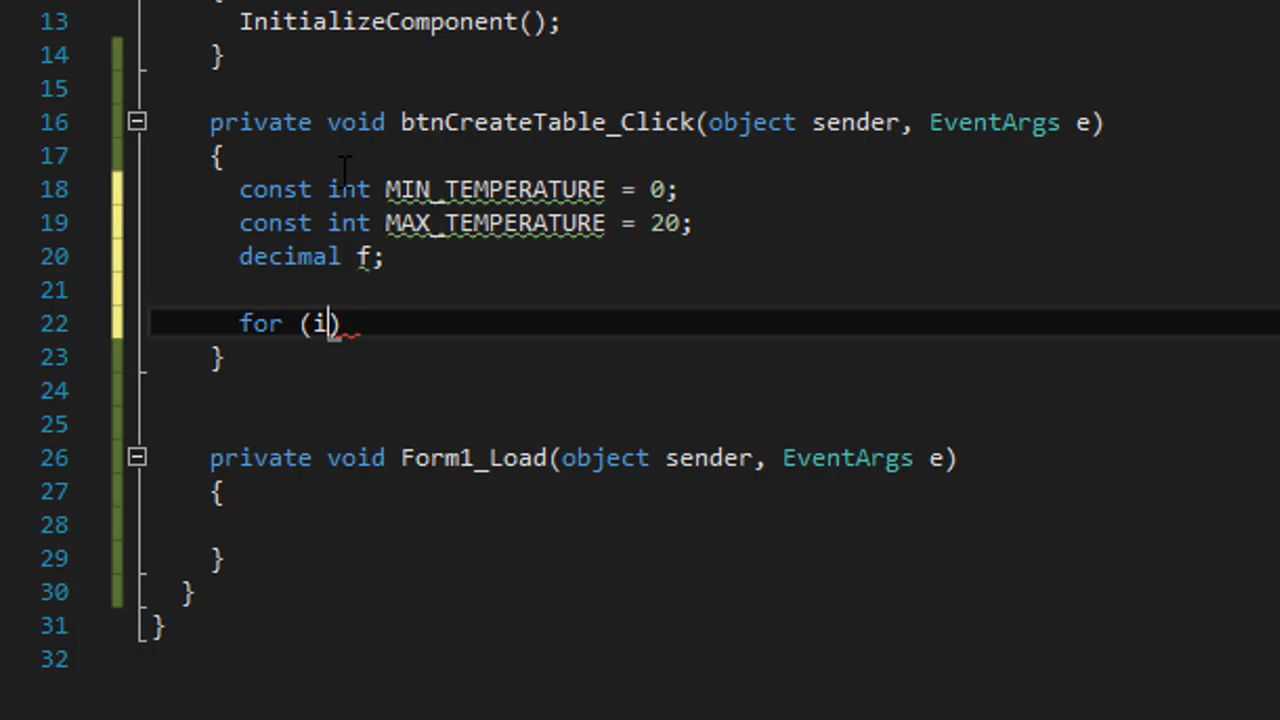 13 InitializeComponent();
14 }
15
16 private void btnCreateTable_Click(object sender, EventArgs e)
17 {
18 const int MIN_TEMPERATURE = 0;
19 const int MAX_TEMPERATURE = 20;
20 decimal f;
21
22 for (i)
23 }
24
25
26 private void Form1_Load(object sender, EventArgs e)
27 {
28
29 }
30 }
31 }
32